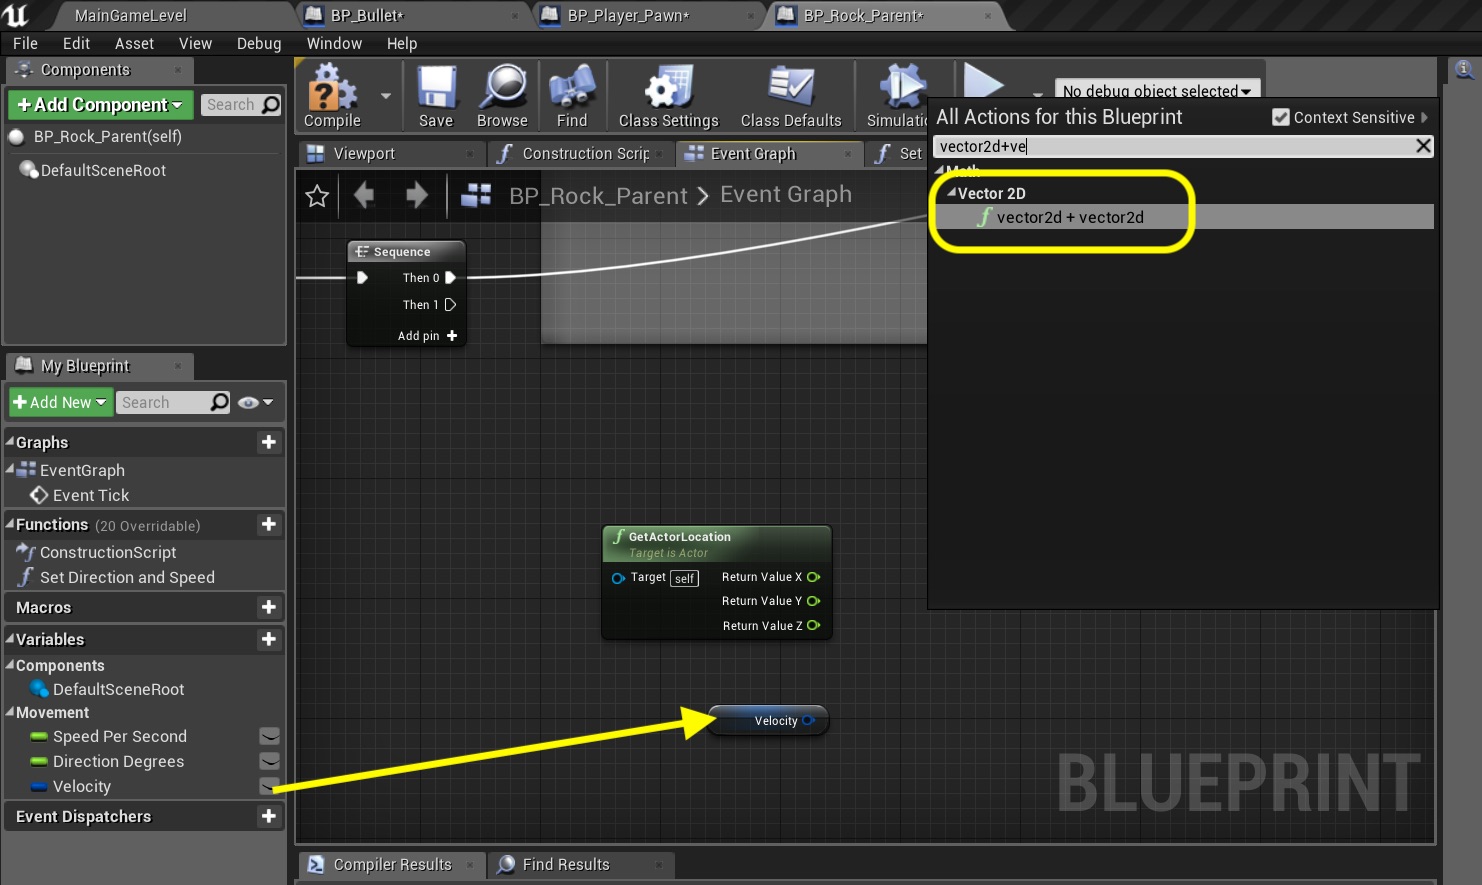 MainGameLevel
BP_Bullet*
BP_Player_Pawn*
BP_Rock_Parent*
File Edit Asset View Debug Window Help
Components
+Add Component
Search
BP_Rock_Parent(self)
DefaultSceneRoot
Compile
Save
Browse
Find
Class Settings
Class Defaults
Simulati
No debug object selected
Viewport
Construction Scrip
Event Graph
Set
BP_Rock_Parent > Event Graph
All Actions for this Blueprint
Context Sensitive
vector2d+ve
Math
Vector 2D
f vector2d + vector2d
Sequence
Then 0
Then 1
Add pin +
My Blueprint
+Add New
Search
Graphs
EventGraph
Event Tick
Functions (20 Overridable)
ConstructionScript
Set Direction and Speed
Macros
Variables
Components
DefaultSceneRoot
Movement
Speed Per Second
Direction Degrees
Velocity
Event Dispatchers
f GetActorLocation
Target is Actor
Target self
Return Value X
Return Value Y
Return Value Z
Velocity
BLUEPRINT
Compiler Results
Find Results